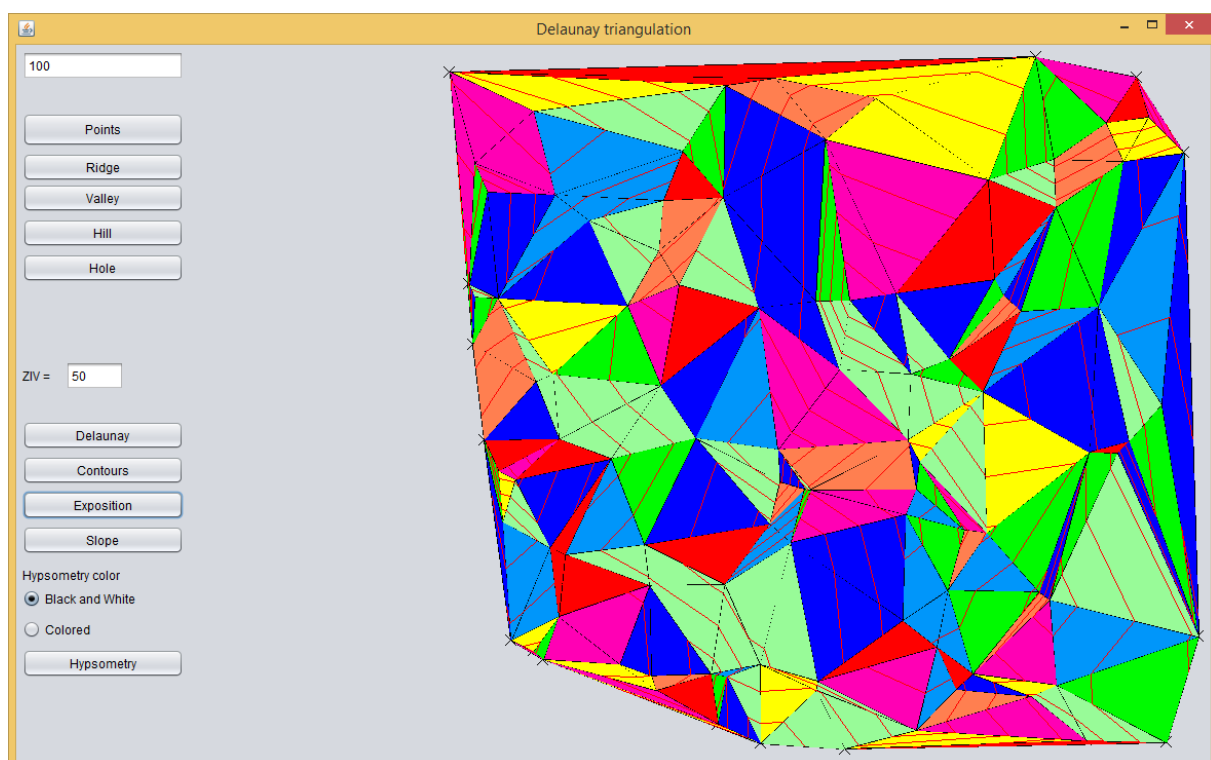 Delaunay triangulation
100
Points
Ridge
Valley
Hill
Hole
ZIV = 50
Delaunay
Contours
Exposition
Slope
Hypsometry color
Black and White
Colored
Hypsometry